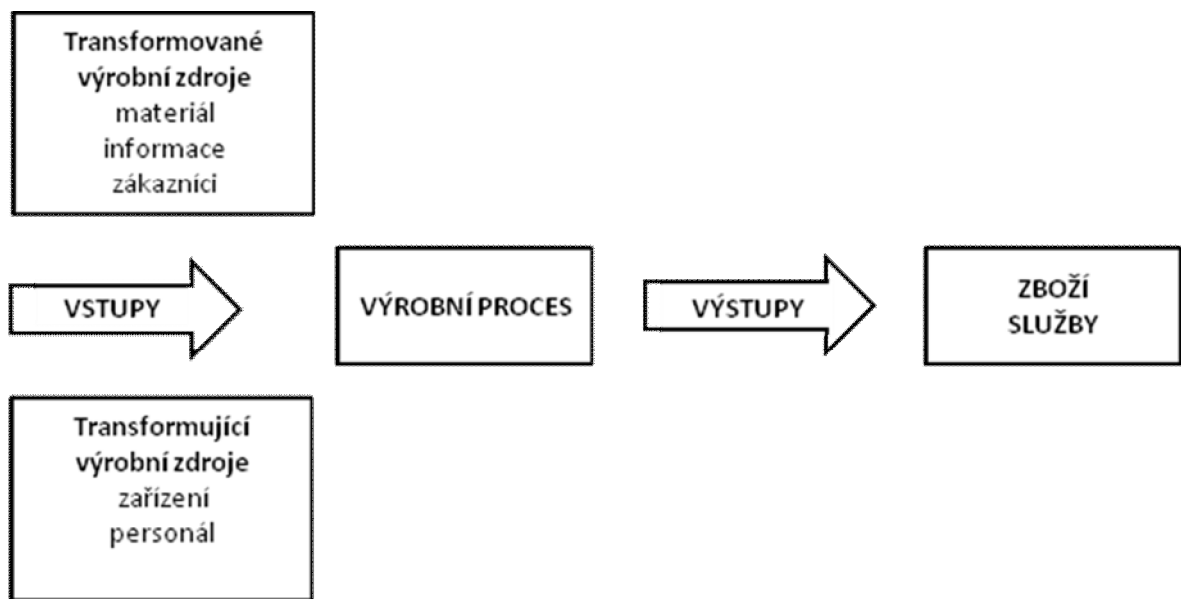 Transformované
výrobní zdroje
materiál
informace
zákazníci
VSTUPY
VÝROBNÍ PROCES
VÝSTUPY
ZBOŽÍ
SLUŽBY
Transformující
výrobní zdroje
zařízení
personál